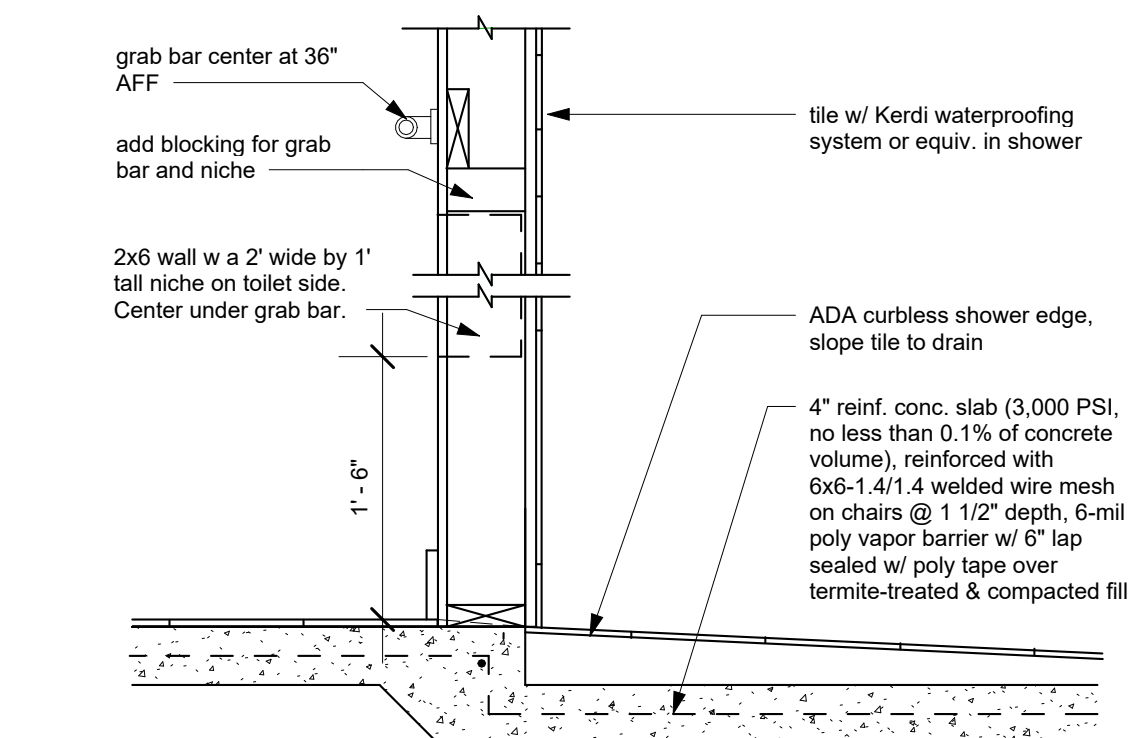 grab bar center at 36"
AFF
add blocking for grab
bar and niche
2x6 wall w a 2' wide by 1'
tall niche on toilet side.
Center under grab bar.
1' - 6"
tile w/ Kerdi waterproofing
system or equiv. in shower
ADA curbless shower edge,
slope tile to drain
4" reinf. conc. slab (3,000 PSI,
no less than 0.1% of concrete
volume), reinforced with
6x6-1.4/1.4 welded wire mesh
on chairs @ 1 1/2" depth, 6-mil
poly vapor barrier w/ 6" lap
sealed w/ poly tape over
termite-treated & compacted fill